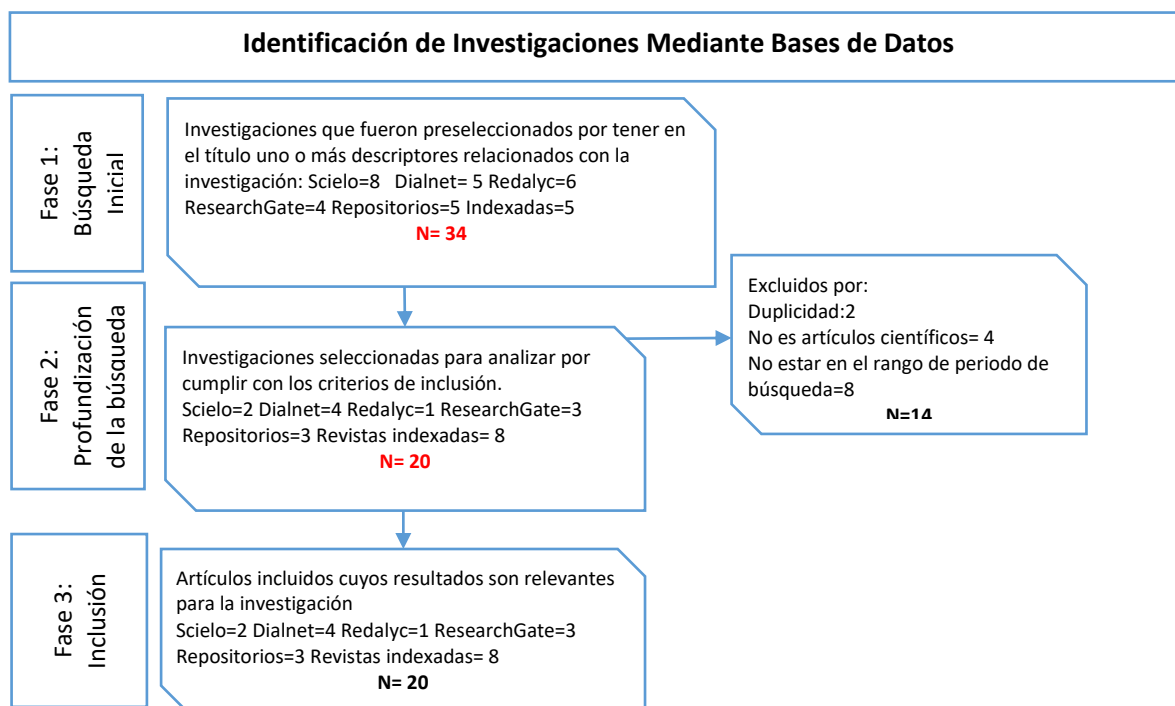 Identificación de Investigaciones Mediante Bases de Datos
Fase 1:
Búsqueda
Inicial
Investigaciones que fueron preseleccionados por tener en
el título uno o más descriptores relacionados con la
investigación: Scielo=8 Dialnet= 5 Redalyc=6
ResearchGate=4 Repositorios=5 Indexadas=5
N= 34
Fase 2:
Profundización
de la búsqueda
Investigaciones seleccionadas para analizar por
cumplir con los criterios de inclusión.
Scielo=2 Dialnet=4 Redalyc=1 ResearchGate=3
Repositorios=3 Revistas indexadas= 8
N= 20
Excluidos por:
Duplicidad:2
No es artículos científicos= 4
No estar en el rango de periodo de
búsqueda=8
N=14
Fase 3:
Inclusión
Artículos incluidos cuyos resultados son relevantes
para la investigación
Scielo=2 Dialnet=4 Redalyc=1 ResearchGate=3
Repositorios=3 Revistas indexadas= 8
N= 20